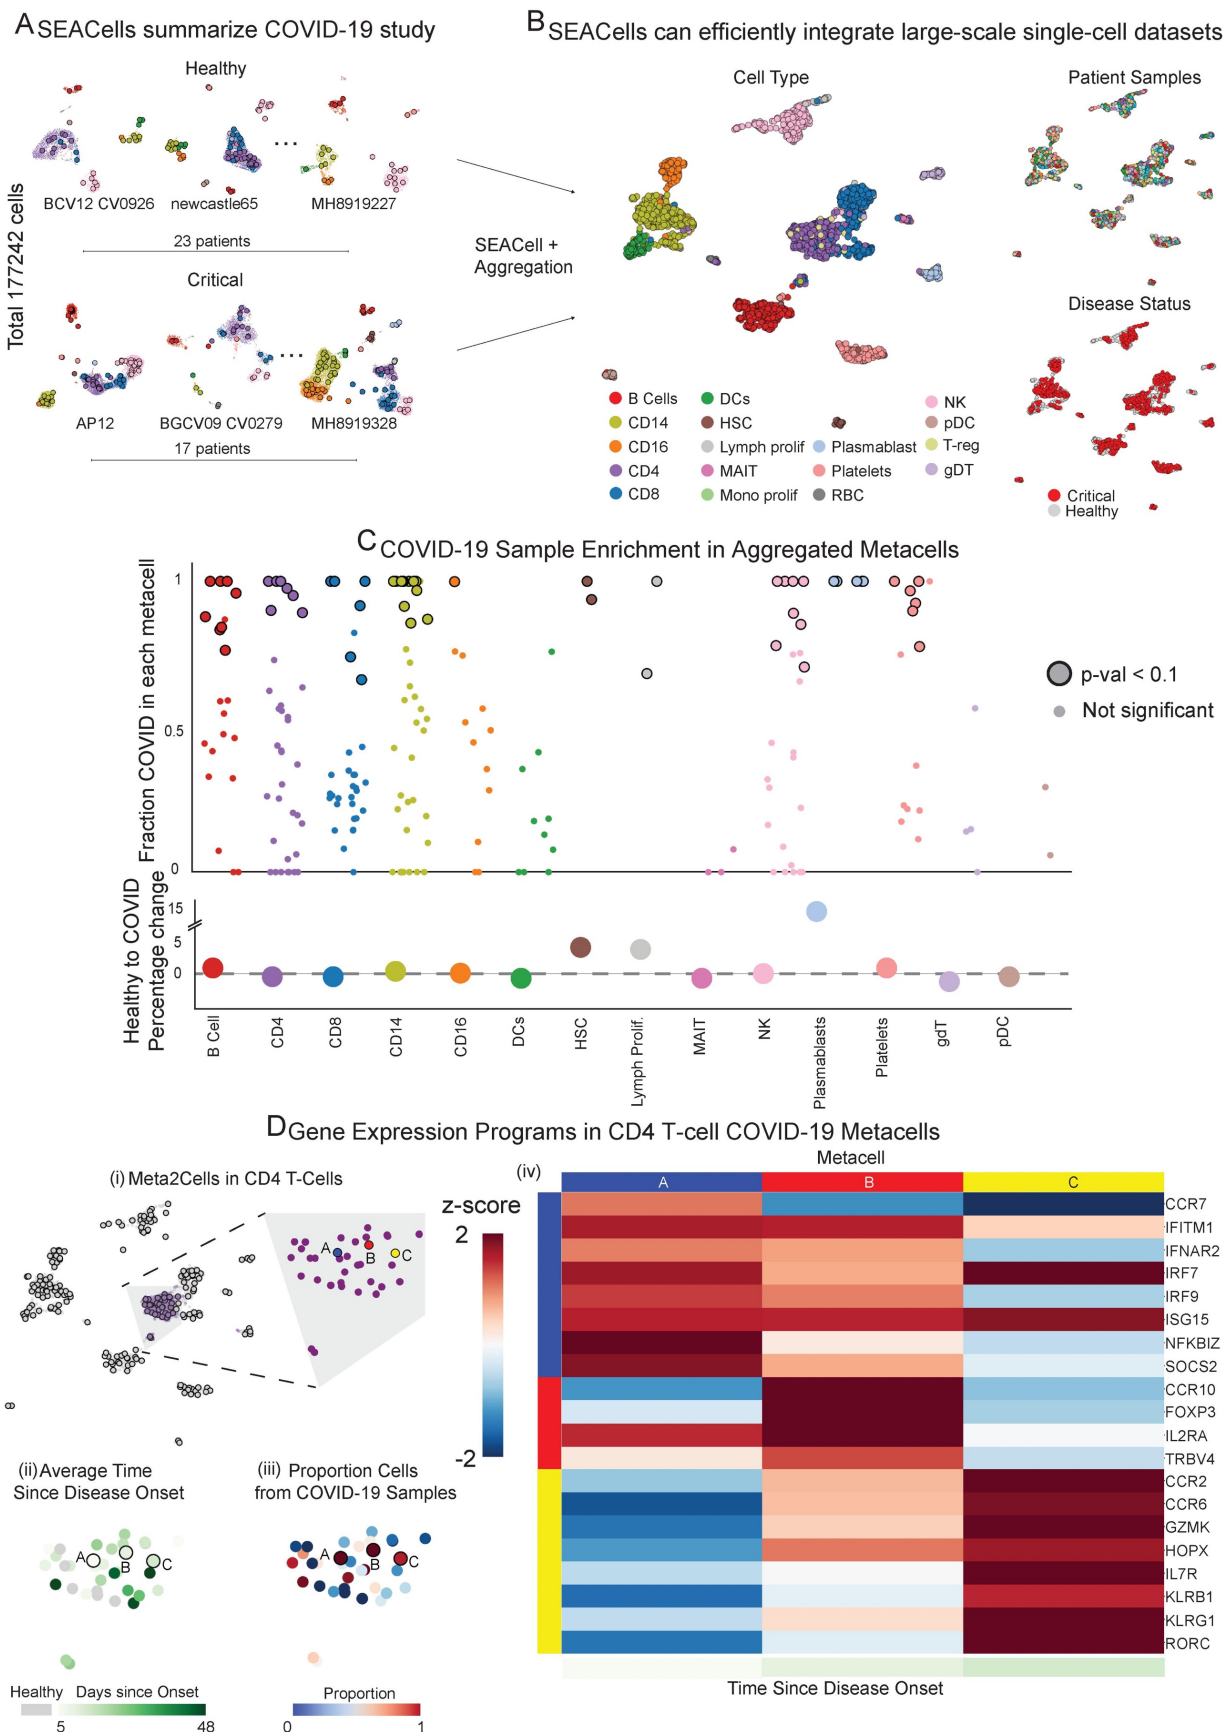 A SEACells summarize COVID-19 study
Healthy
BCV12 CV0926
newcastle65
MH8919227
23 patients
Critical
AP12
BGCV09 CV0279
MH8919328
17 patients
Total 177242 cells
SEACell +
Aggregation
B SEACells can efficiently integrate large-scale single-cell datasets
Cell Type
Patient Samples
Disease Status
B Cells
CD14
CD16
CD4
CD8
DCs
HSC
Lymph prolif
MAIT
Mono prolif
Plasmablast
Platelets
RBC
NK
pDC
T-reg
gDT
Critical
Healthy
C COVID-19 Sample Enrichment in Aggregated Metacells
Fraction COVID in each metacell
1
0.5
0
p-val < 0.1
Not significant
Healthy to COVID
Percentage change
15
5
0
B Cell
CD4
CD8
CD14
CD16
DCs
HSC
Lymph Prolif.
MAIT
NK
Plasmablasts
Platelets
gdT
pDC
D Gene Expression Programs in CD4 T-cell COVID-19 Metacells
(i) Meta2Cells in CD4 T-Cells
A
B
C
z-score
2
-2
(ii) Average Time
Since Disease Onset
A
B
C
Healthy
Days since Onset
5
48
(iii) Proportion Cells
from COVID-19 Samples
A
B
C
Proportion
0
1
(iv)
Metacell
A
B
C
CCR7
IFITM1
IFNAR2
IRF7
IRF9
ISG15
NFKBIZ
SOCS2
CCR10
FOXP3
IL2RA
TRBV4
CCR2
CCR6
GZMK
HOPX
IL7R
KLRB1
KLRG1
RORC
Time Since Disease Onset